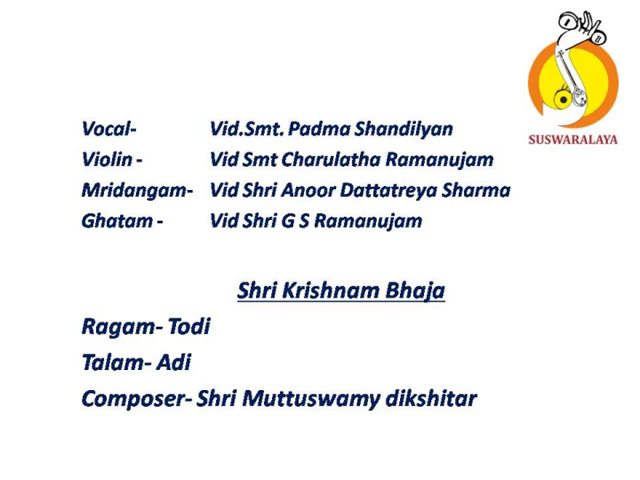 SUSWARALAYA
Vocal- Vid.Smt. Padma Shandilyan
Violin - Vid Smt Charulatha Ramanujam
Mridangam- Vid Shri Anoor Dattatreya Sharma
Ghatam - Vid Shri G S Ramanujam
Shri Krishnam Bhaja
Ragam- Todi
Talam- Adi
Composer- Shri Muttuswamy dikshitar